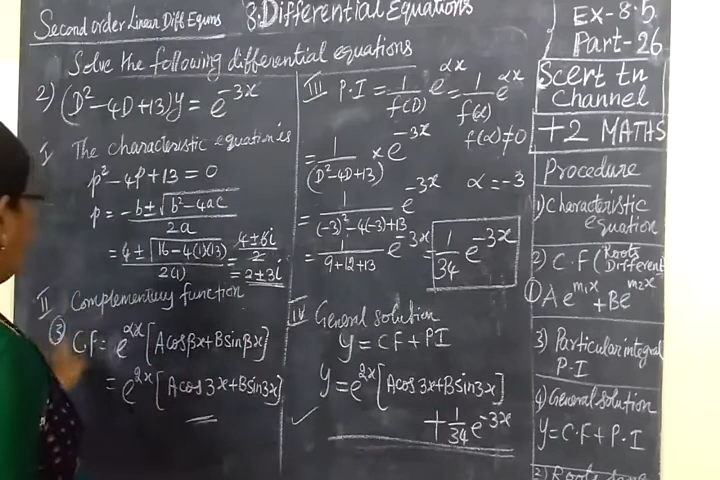 Second order Linear Diff Equns
8. Differential Equations
Solve the following differential equations
2) (D²-4D+13)y = e^-3x
I The characteristic equation is
p²-4p+13 = 0
p = -b±√b²-4ac / 2a
= 4±√16-4(1)(13) / 2(1) = 4±6i / 2
= 2±3i
II Complementary function
③ CF = e^αx [Acosβx+Bsinβx]
= e^2x [Acos3x+Bsin3x]
III P.I = 1/f(D) e^αx = 1/f(α) e^αx
f(α)≠0
= 1/(D²-4D+13) × e^-3x
α = -3
= 1/(-3)²-4(-3)+13 e^-3x
= 1/9+12+13 e^-3x = 1/34 e^-3x
IV General solution
y = CF + PI
y = e^2x [Acos3x+Bsin3x]
+ 1/34 e^-3x
EX-8.5
Part-26
Scert tn
Channel
+2 MATHS
Procedure
1) Characteristic
equation
2) C.F (Roots
Different
① Ae^m₁x + Be^m₂x
3) Particular integral
P.I
4) General solution
y = C.F + P.I
2) Roots